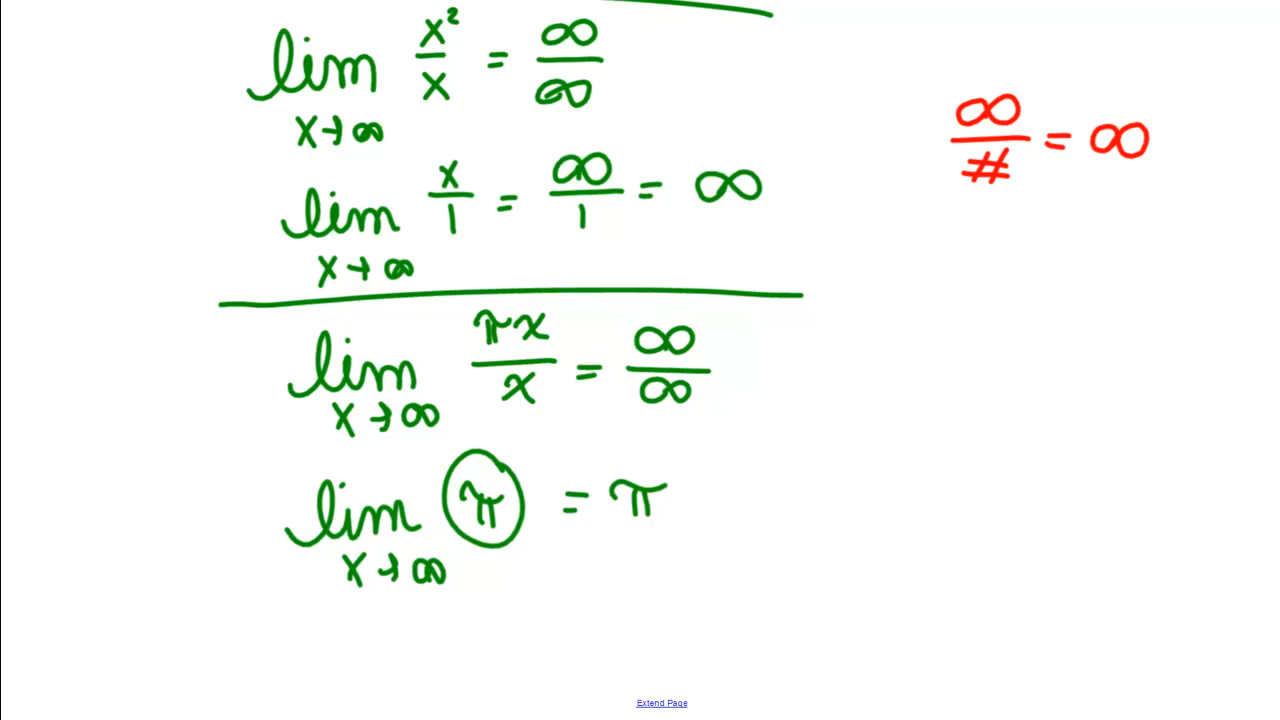 lim x→∞ x²/x = ∞/∞
∞/# = ∞
lim x→∞ x/1 = ∞/1 = ∞
lim x→∞ πx/x = ∞/∞
lim x→∞ π = π
Extend Page